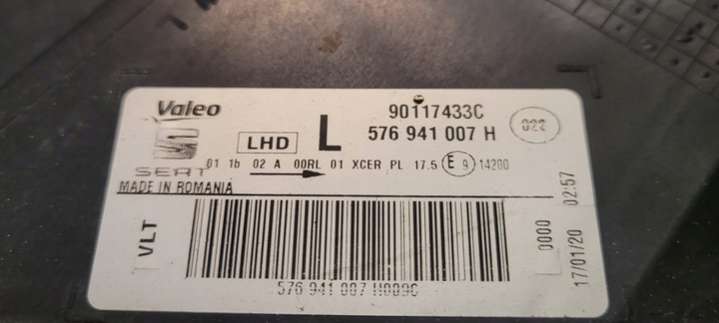 Valeo
90117433C
LHD L 576 941 007 H
022
SEAT
01 1b 02 A 00RL 01 XCER PL 17.5 E 9 14200
MADE IN ROMANIA
VLT
0000
17/01/20 02:57
576 941 007 H009C